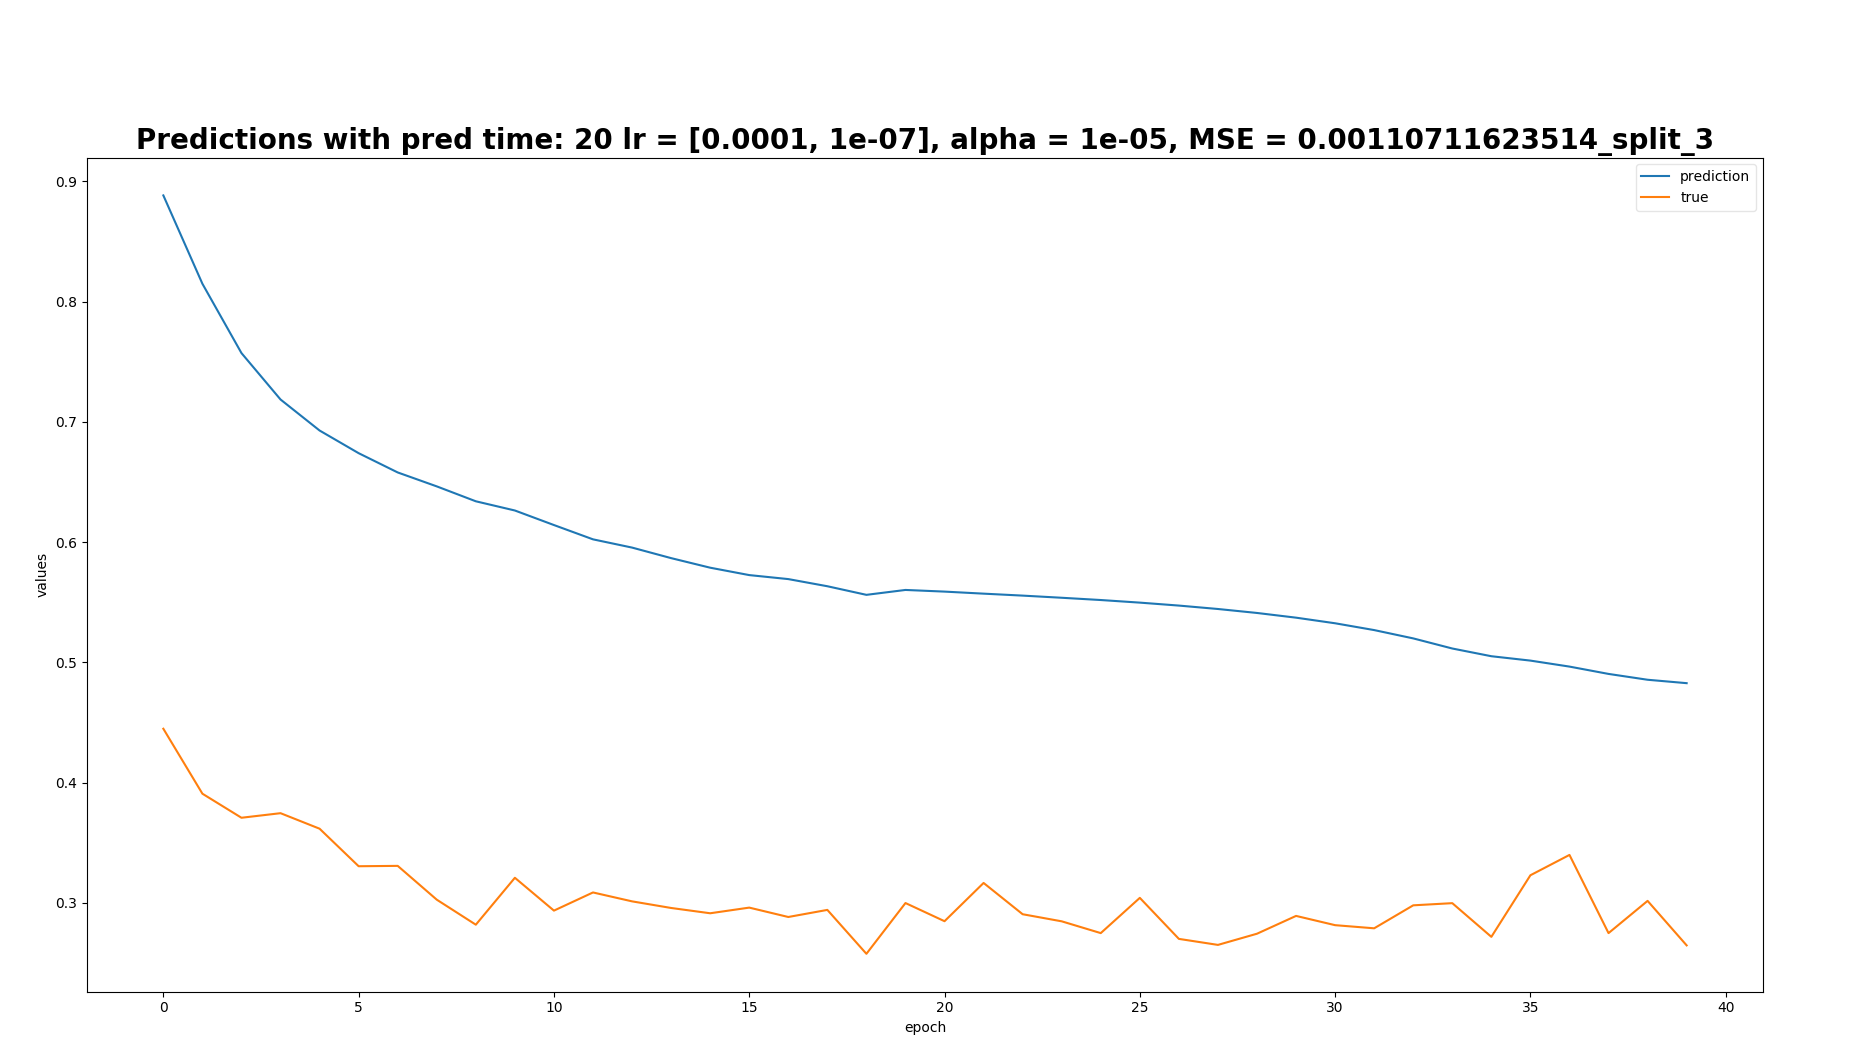 Predictions with pred time: 20 lr = [0.0001, 1e-07], alpha = 1e-05, MSE = 0.00110711623514_split_3
prediction
true
values
0.9
0.8
0.7
0.6
0.5
0.4
0.3
0 5 10 15 20 25 30 35 40
epoch